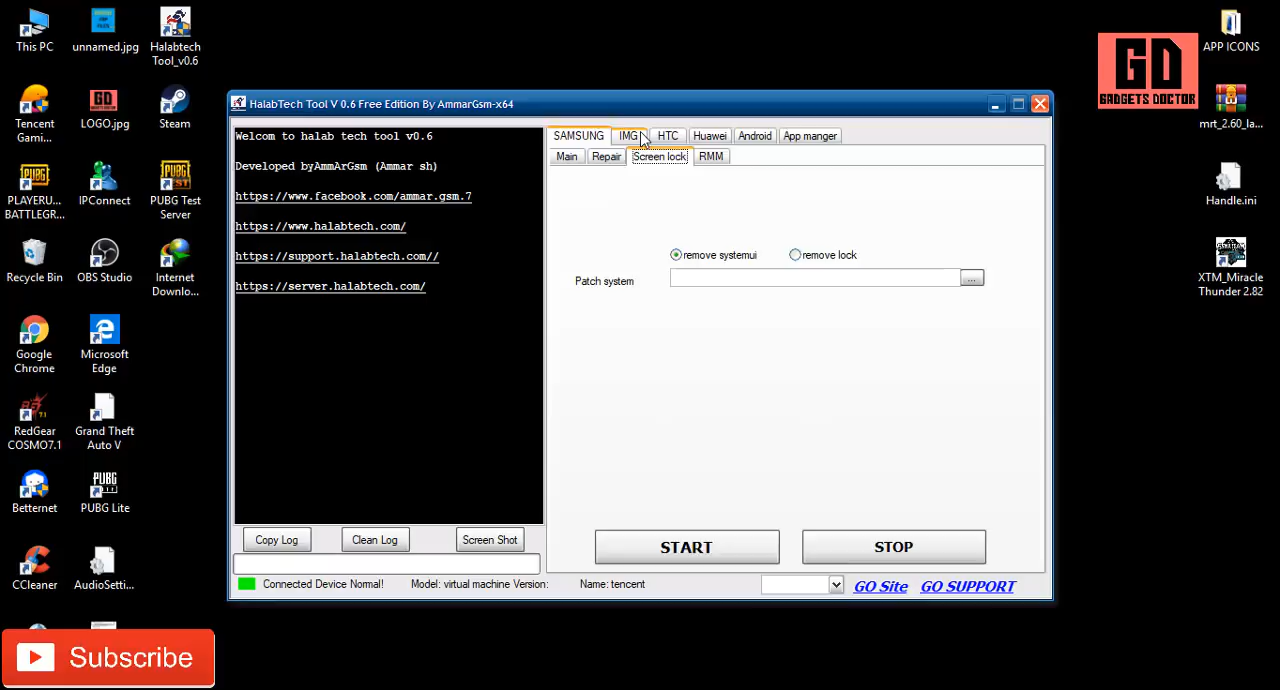 This PC
unnamed.jpg
Halabtech
Tool_v0.6
APP ICONS
GD
GADGETS DOCTOR
HalabTech Tool V 0.6 Free Edition By AmmarGsm-x64
Tencent
Gami...
GD
LOGO.jpg
Steam
mrt_2.60_la...
Welcom to halab tech tool v0.6
SAMSUNG
IMG
HTC
Huawei
Android
App manger
Main
Repair
Screen lock
RMM
Developed byAmmArGsm (Ammar sh)
https://www.facebook.com/ammar.gsm.7
https://www.halabtech.com/
https://support.halabtech.com//
https://server.halabtech.com/
PLAYERU...
BATTLEGR...
IPConnect
PUBG Test
Server
Handle.ini
remove systemui
remove lock
Patch system
...
Recycle Bin
OBS Studio
Internet
Downlo...
XTM_Miracle
Thunder 2.82
Google
Chrome
Microsoft
Edge
RedGear
COSMO7.1
Grand Theft
Auto V
Betternet
PUBG Lite
Copy Log
Clean Log
Screen Shot
START
STOP
CCleaner
AudioSetti...
Connected Device Normal!
Model: virtual machine Version:
Name: tencent
GO Site
GO SUPPORT
Subscribe